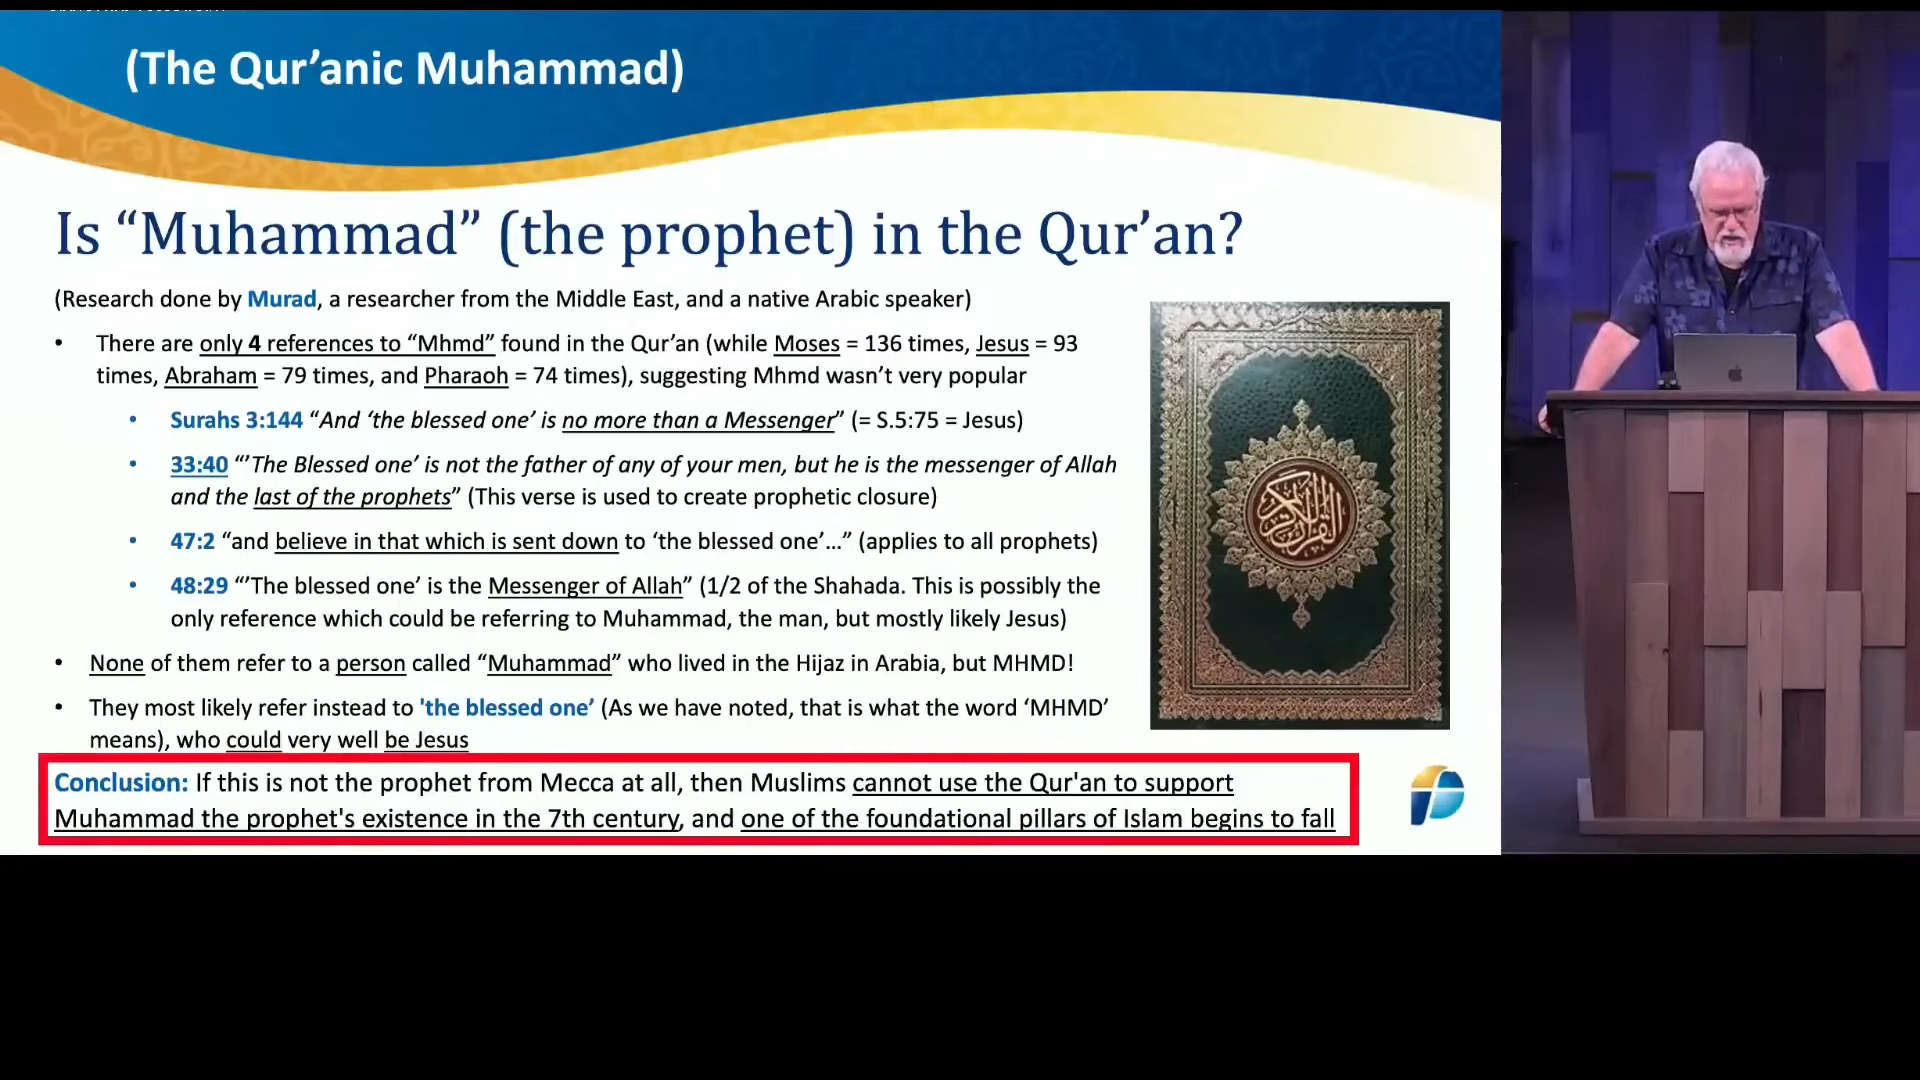 (The Qur’anic Muhammad)
Is “Muhammad” (the prophet) in the Qur’an?
(Research done by Murad, a researcher from the Middle East, and a native Arabic speaker)
• There are only 4 references to “Mhmd” found in the Qur’an (while Moses = 136 times, Jesus = 93
times, Abraham = 79 times, and Pharaoh = 74 times), suggesting Mhmd wasn’t very popular
• Surahs 3:144 “And ‘the blessed one’ is no more than a Messenger” (= S.5:75 = Jesus)
• 33:40 “’The Blessed one’ is not the father of any of your men, but he is the messenger of Allah
and the last of the prophets” (This verse is used to create prophetic closure)
• 47:2 “and believe in that which is sent down to ‘the blessed one’…” (applies to all prophets)
• 48:29 “’The blessed one’ is the Messenger of Allah” (1/2 of the Shahada. This is possibly the
only reference which could be referring to Muhammad, the man, but mostly likely Jesus)
• None of them refer to a person called “Muhammad” who lived in the Hijaz in Arabia, but MHMD!
• They most likely refer instead to 'the blessed one’ (As we have noted, that is what the word ‘MHMD’
means), who could very well be Jesus
Conclusion: If this is not the prophet from Mecca at all, then Muslims cannot use the Qur'an to support
Muhammad the prophet's existence in the 7th century, and one of the foundational pillars of Islam begins to fall
القرآن الكريم